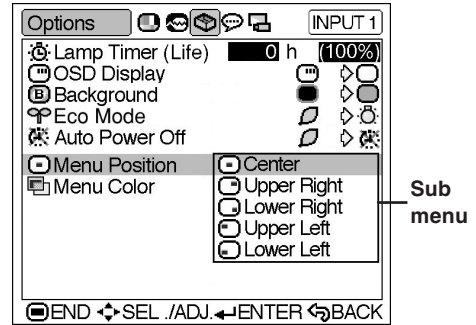 Options INPUT 1
Lamp Timer (Life) 0 h (100%)
OSD Display
B Background
Eco Mode
Auto Power Off
Menu Position Center
Menu Color Upper Right
Lower Right
Upper Left
Lower Left
Sub
menu
END SEL ./ADJ. ENTER BACK